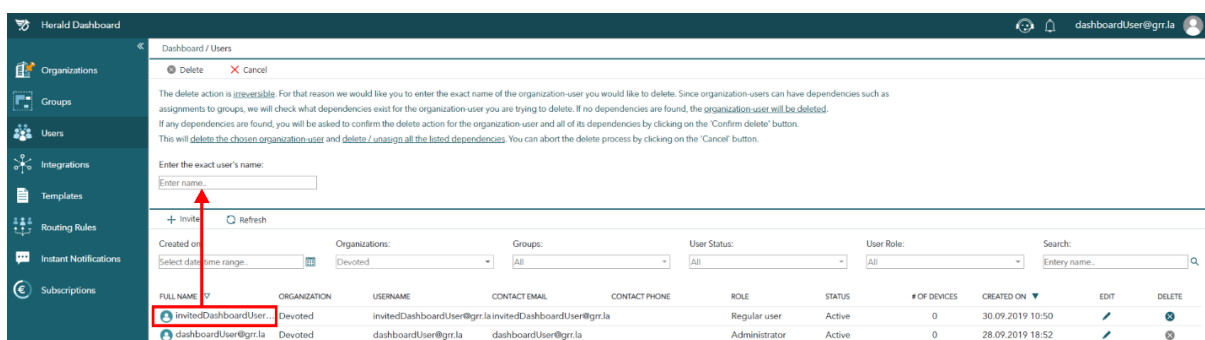 Herald Dashboard
dashboardUser@grr.la
«
Dashboard / Users
Organizations
Groups
Users
Integrations
Templates
Routing Rules
Instant Notifications
Subscriptions
Delete Cancel
The delete action is irreversible. For that reason we would like you to enter the exact name of the organization-user you would like to delete. Since organization-users can have dependencies such as
assignments to groups, we will check what dependencies exist for the organization-user you are trying to delete. If no dependencies are found, the organization-user will be deleted.
If any dependencies are found, you will be asked to confirm the delete action for the organization-user and all of its dependencies by clicking on the 'Confirm delete' button.
This will delete the chosen organization-user and delete / unasign all the listed dependencies. You can abort the delete process by clicking on the 'Cancel' button.
Enter the exact user's name:
Enter name..
+ Invite Refresh
Created on: Organizations: Groups: User Status: User Role: Search:
Select date/time range.. Devoted All All All Entery name..
FULL NAME ORGANIZATION USERNAME CONTACT EMAIL CONTACT PHONE ROLE STATUS # OF DEVICES CREATED ON EDIT DELETE
invitedDashboardUser... Devoted invitedDashboardUser@grr.la invitedDashboardUser@grr.la Regular user Active 0 30.09.2019 10:50
dashboardUser@grr.la Devoted dashboardUser@grr.la dashboardUser@grr.la Administrator Active 0 28.09.2019 18:52